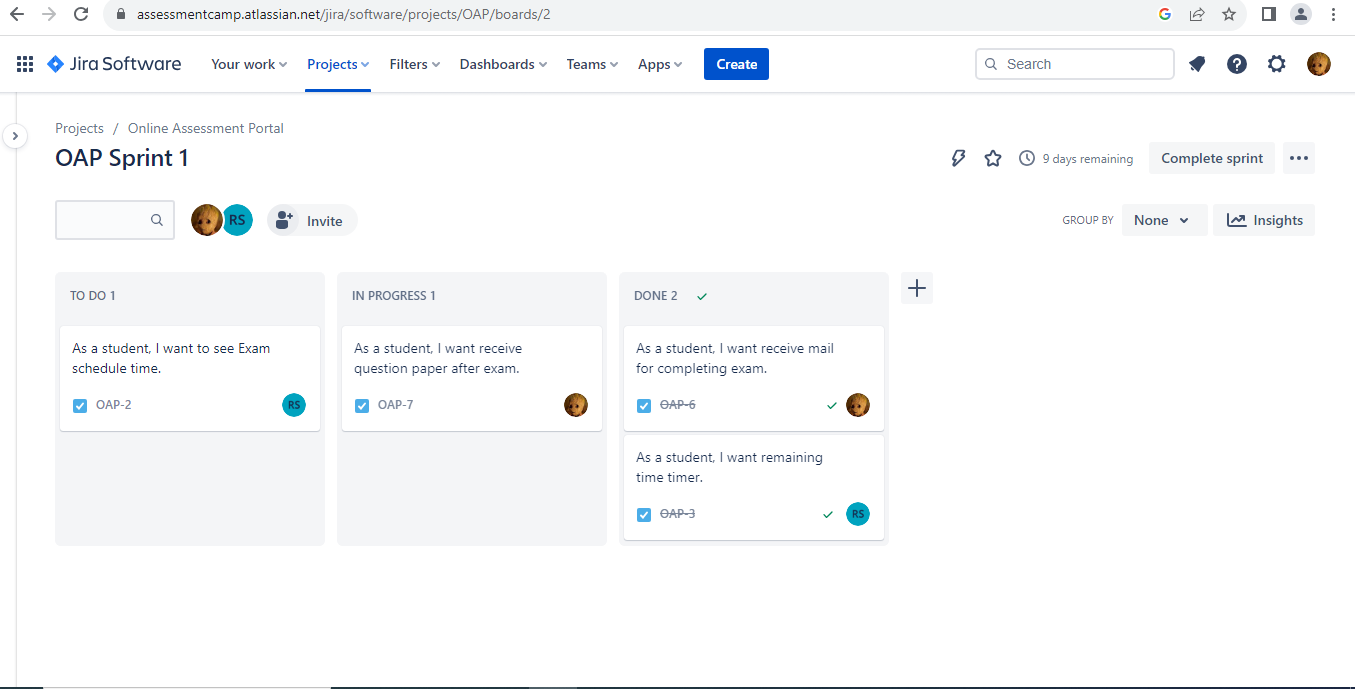 assessmentcamp.atlassian.net/jira/software/projects/OAP/boards/2
Jira Software Your work Projects Filters Dashboards Teams Apps Create Search
Projects / Online Assessment Portal
OAP Sprint 1
9 days remaining Complete sprint
RS Invite GROUP BY None Insights
TO DO 1
As a student, I want to see Exam
schedule time.
OAP-2 RS
IN PROGRESS 1
As a student, I want receive
question paper after exam.
OAP-7
DONE 2
As a student, I want receive mail
for completing exam.
OAP-6
As a student, I want remaining
time timer.
OAP-3 RS